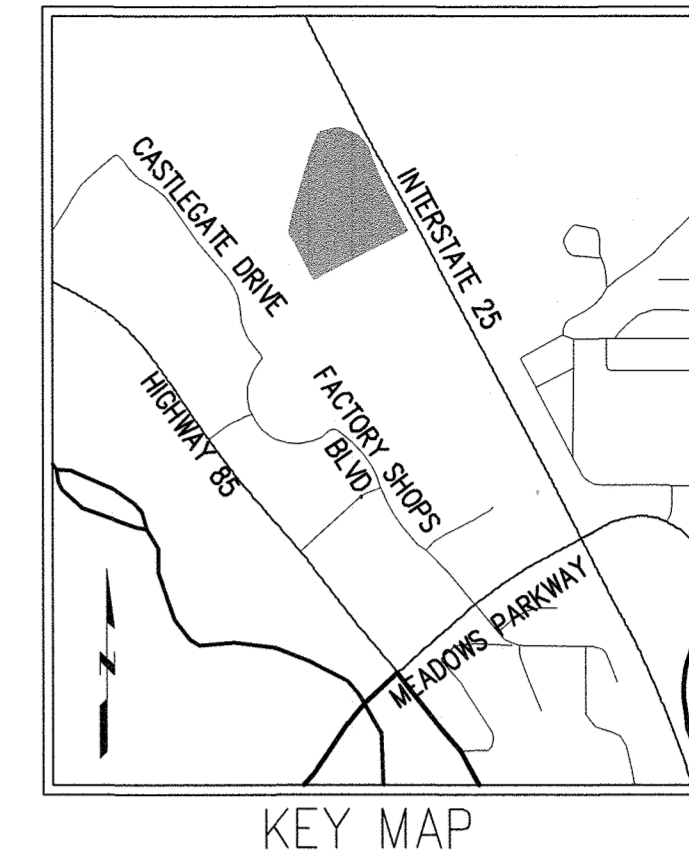 CASTLEGATE DRIVE
INTERSTATE 25
HIGHWAY 85
FACTORY SHOPS
BLVD
MEADOWS PARKWAY
N
KEY MAP